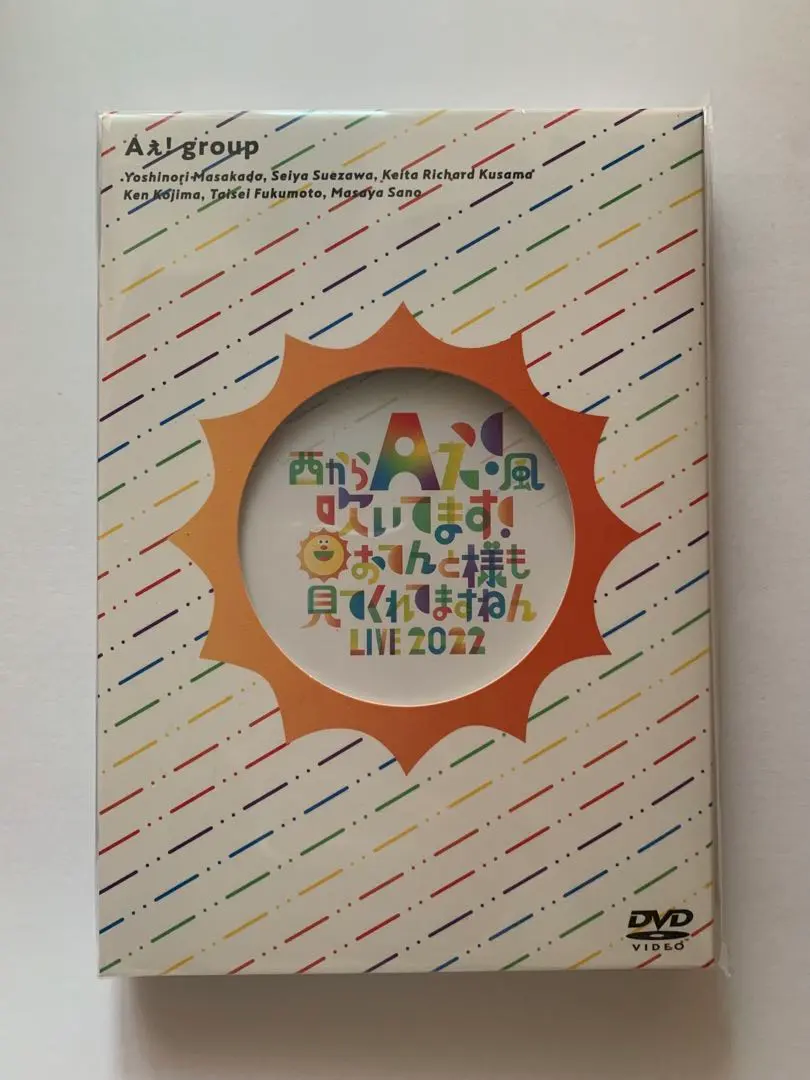 Aぇ! group
Yoshinori Masakado, Seiya Suezawa, Keita Richard Kusama
Ken Kojima, Taisei Fukumoto, Masaya Sano
西からAぇ風
吹いてます!
おてんと様も
見てくれてますねん
LIVE 2022
DVD
VIDEO